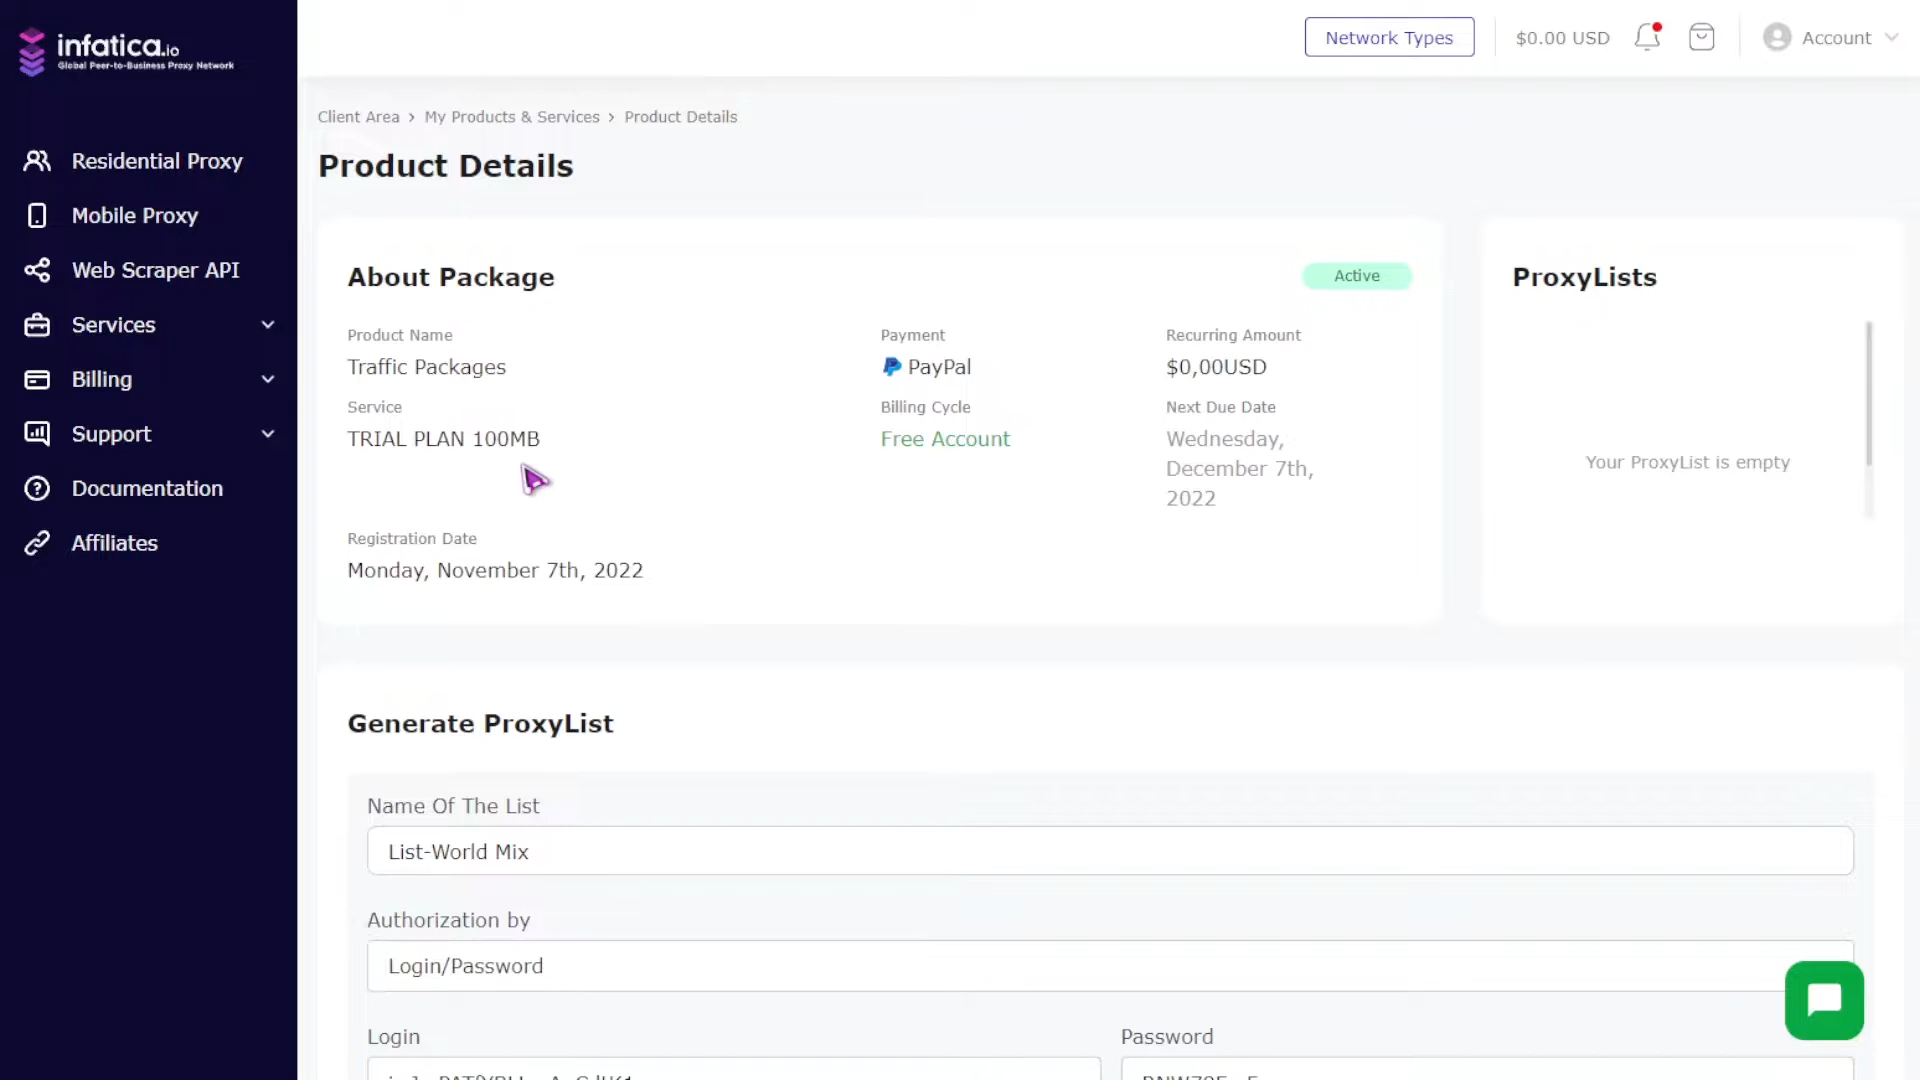 infatica.io
Global Peer-to-Business Proxy Network
Network Types
$0.00 USD
Account
Residential Proxy
Mobile Proxy
Web Scraper API
Services
Billing
Support
Documentation
Affiliates
Client Area › My Products & Services › Product Details
Product Details
About Package
Active
Product Name
Traffic Packages
Payment
PayPal
Recurring Amount
$0,00USD
Service
TRIAL PLAN 100MB
Billing Cycle
Free Account
Next Due Date
Wednesday,
December 7th,
2022
Registration Date
Monday, November 7th, 2022
ProxyLists
Your ProxyList is empty
Generate ProxyList
Name Of The List
List-World Mix
Authorization by
Login/Password
Login
Password